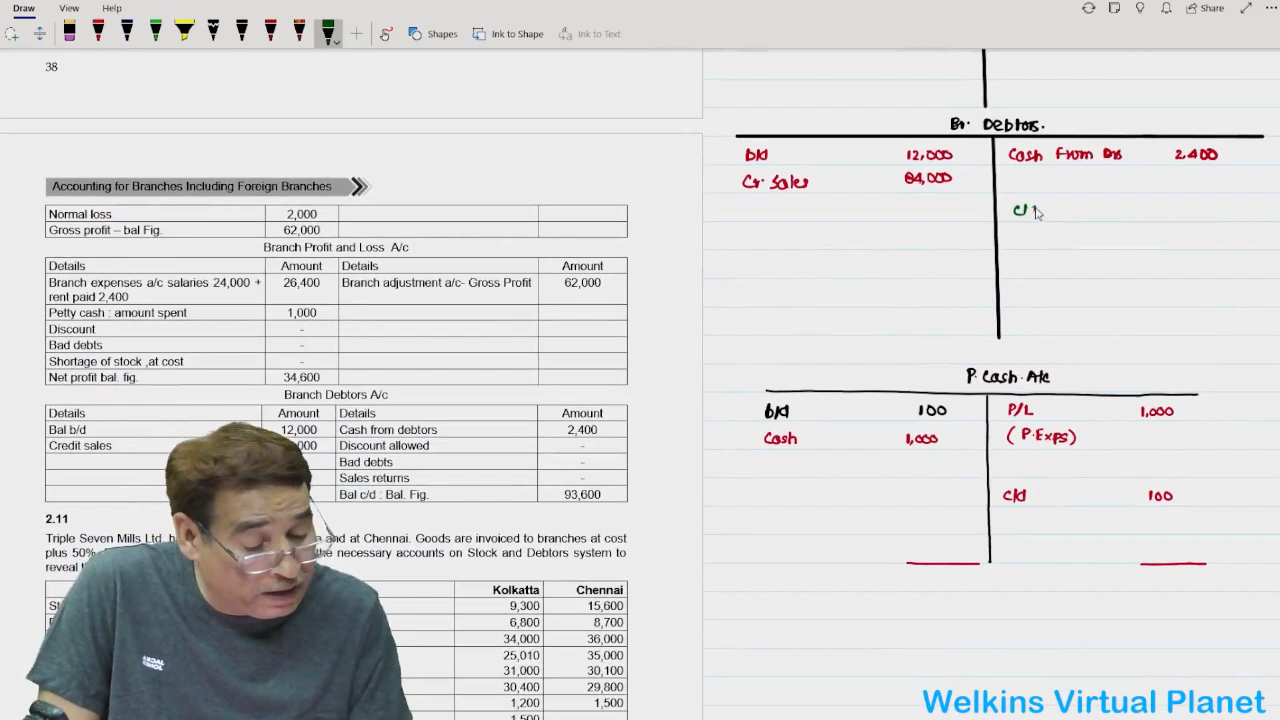 Draw View Help
Shapes Ink to Shape Ink to Text Share
38
Accounting for Branches Including Foreign Branches
Normal loss 2,000
Gross profit – bal Fig. 62,000
Branch Profit and Loss A/c
Details Amount Details Amount
Branch expenses a/c salaries 24,000 + 26,400 Branch adjustment a/c- Gross Profit 62,000
rent paid 2,400
Petty cash : amount spent 1,000
Discount -
Bad debts -
Shortage of stock ,at cost -
Net profit bal. fig. 34,600
Branch Debtors A/c
Details Amount Details Amount
Bal b/d 12,000 Cash from debtors 2,400
Credit sales 000 Discount allowed -
Bad debts -
Sales returns -
Bal c/d : Bal. Fig. 93,600
2.11
Triple Seven Mills Ltd. and at Chennai. Goods are invoiced to branches at cost
plus 50%. the necessary accounts on Stock and Debtors system to
reveal
Kolkatta Chennai
9,300 15,600
6,800 8,700
34,000 36,000
25,010 35,000
31,000 30,100
30,400 29,800
1,200 1,500
1,500
Br. Debtors.
b/d 12,000 Cash From Drs 2,400
Cr. Sales 84,000
c/
P. Cash. A/c
b/d 100 P/L 1,000
Cash 1,000 (P. Exps)
c/d 100
Welkins Virtual Planet